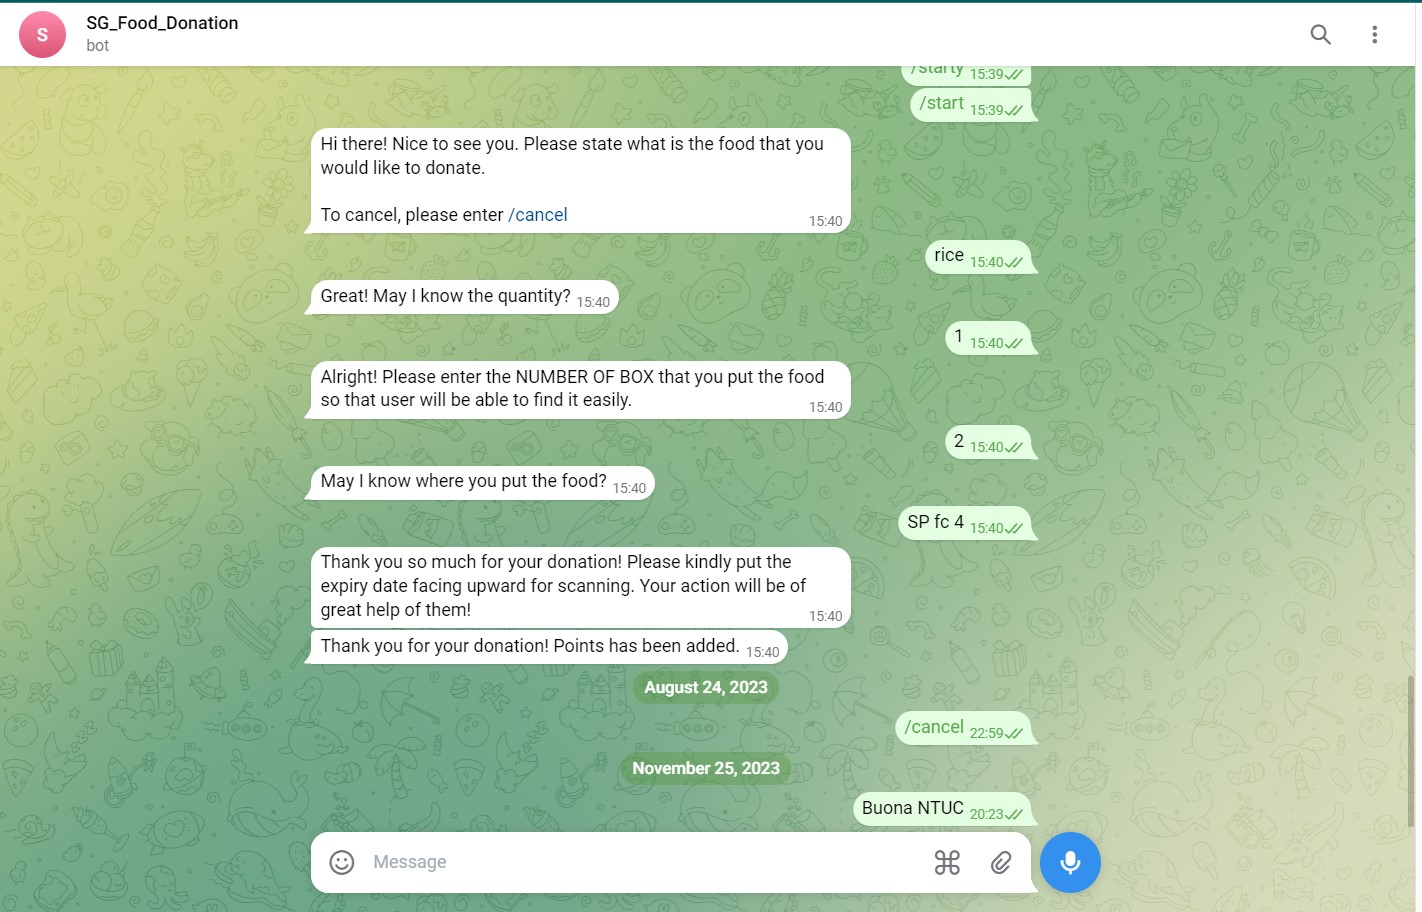 S
SG_Food_Donation
bot
/starty 15:39
/start 15:39
Hi there! Nice to see you. Please state what is the food that you
would like to donate.
To cancel, please enter /cancel 15:40
rice 15:40
Great! May I know the quantity? 15:40
1 15:40
Alright! Please enter the NUMBER OF BOX that you put the food
so that user will be able to find it easily. 15:40
2 15:40
May I know where you put the food? 15:40
SP fc 4 15:40
Thank you so much for your donation! Please kindly put the
expiry date facing upward for scanning. Your action will be of
great help of them! 15:40
Thank you for your donation! Points has been added. 15:40
August 24, 2023
/cancel 22:59
November 25, 2023
Buona NTUC 20:23
Message